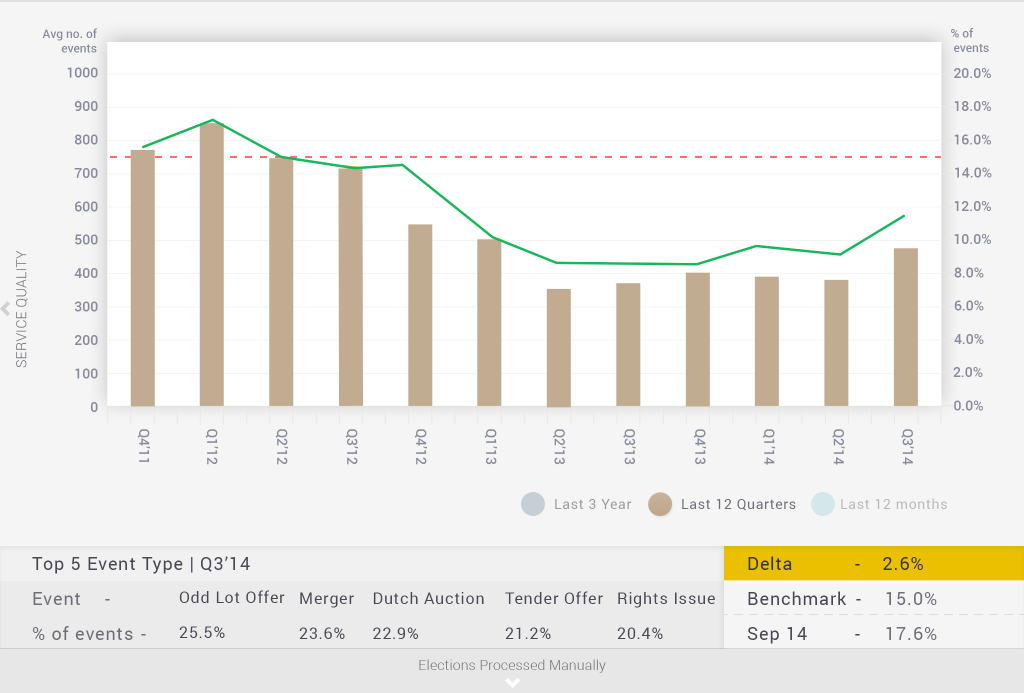 Avg no. of
events
% of
events
1000
900
800
700
600
500
400
300
200
100
0
20.0%
18.0%
16.0%
14.0%
12.0%
10.0%
8.0%
6.0%
4.0%
2.0%
0.0%
SERVICE QUALITY
Q4'11
Q1'12
Q2'12
Q3'12
Q4'12
Q1'13
Q2'13
Q3'13
Q4'13
Q1'14
Q2'14
Q3'14
Last 3 Year
Last 12 Quarters
Last 12 months
Top 5 Event Type | Q3'14
Event - Odd Lot Offer Merger Dutch Auction Tender Offer Rights Issue
% of events - 25.5% 23.6% 22.9% 21.2% 20.4%
Delta - 2.6%
Benchmark - 15.0%
Sep 14 - 17.6%
Elections Processed Manually